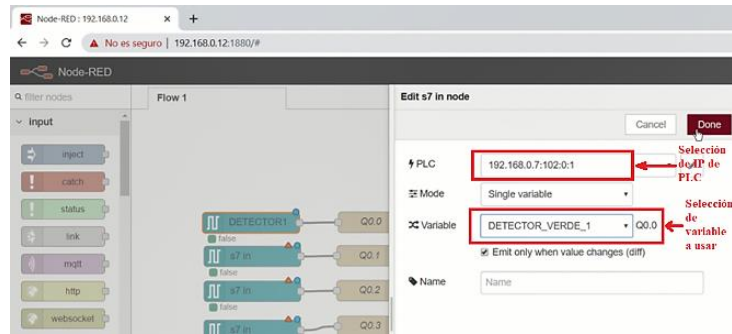 Node-RED : 192.168.0.12
No es seguro | 192.168.0.12:1880/#
Node-RED
filter nodes
Flow 1
Edit s7 in node
input
Cancel
Done
inject
catch
status
link
mqtt
http
websocket
DETECTOR1
false
s7 in
false
s7 in
false
s7 in
Q0.0
Q0.1
Q0.2
Q0.3
PLC
192.168.0.7:102:0:1
Selección
de IP de
PLC
Mode
Single variable
Variable
DETECTOR_VERDE_1
Q0.0
Selección
de
variable
a usar
Emit only when value changes (diff)
Name
Name